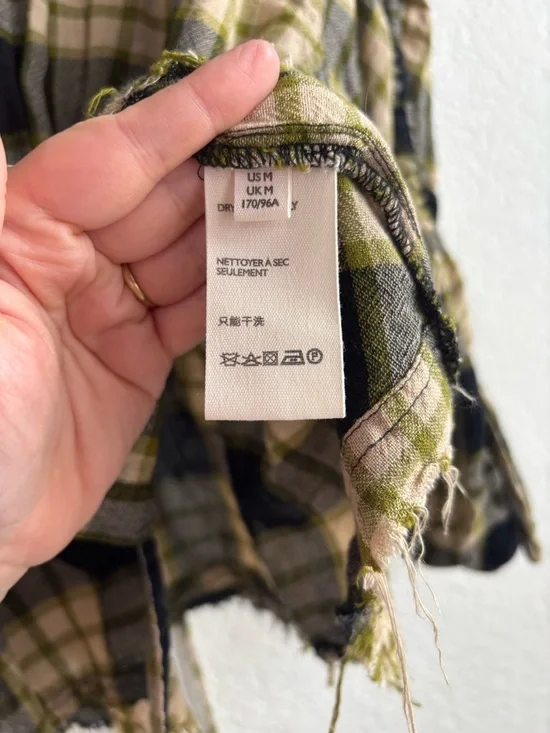 US M
UK M
170/96A
DRY
NETTOYER À SEC
SEULEMENT
只能干洗